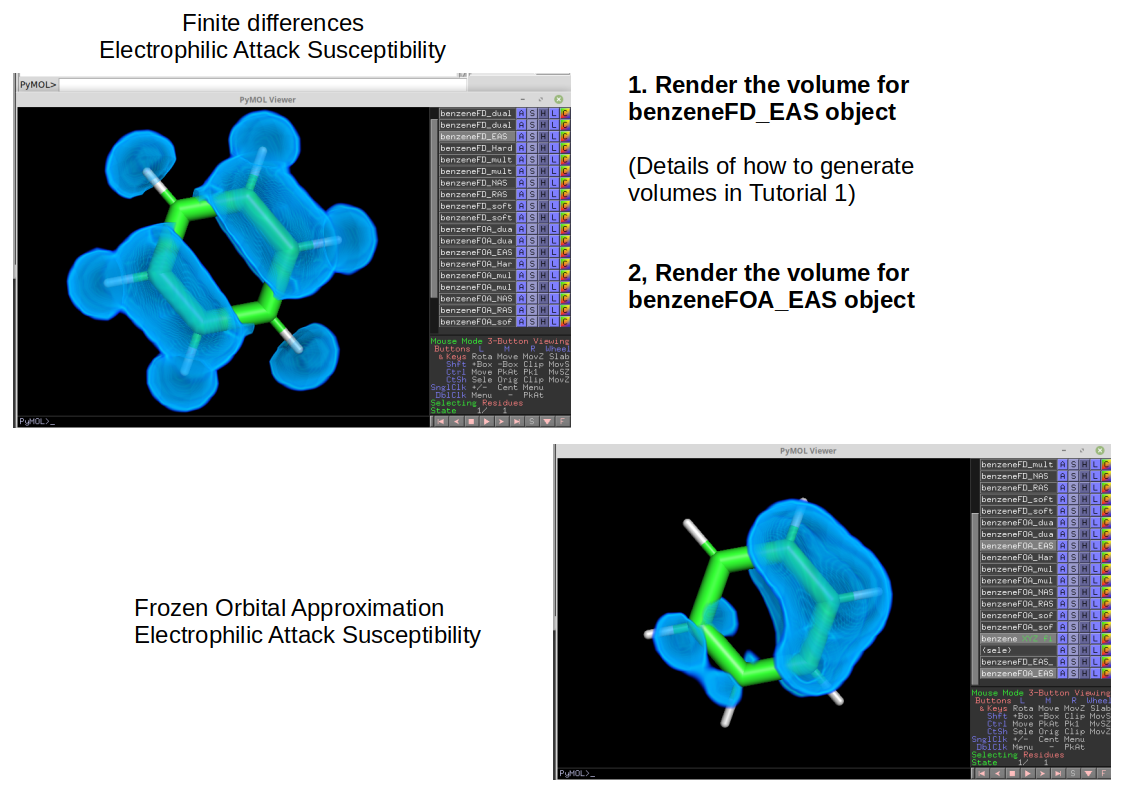 Finite differences
Electrophilic Attack Susceptibility
PyMOL>
PyMOL Viewer
benzeneFD_dual A S H L C
benzeneFD_dual A S H L C
benzeneFD_EAS A S H L C
benzeneFD_Hard A S H L C
benzeneFD_mult A S H L C
benzeneFD_mult A S H L C
benzeneFD_NAS A S H L C
benzeneFD_RAS A S H L C
benzeneFD_soft A S H L C
benzeneFD_soft A S H L C
benzeneFOA_dua A S H L C
benzeneFOA_dua A S H L C
benzeneFOA_EAS A S H L C
benzeneFOA_Har A S H L C
benzeneFOA_mul A S H L C
benzeneFOA_mul A S H L C
benzeneFOA_NAS A S H L C
benzeneFOA_RAS A S H L C
benzeneFOA_sof A S H L C
Mouse Mode 3-Button Viewing
Buttons L M R Wheel
& Keys Rota Move MovZ Slab
Shft +Box -Box Clip MovS
Ctrl Move PkAt Pk1 MvSZ
CtSh Sele Orig Clip MovZ
SnglClk +/- Cent Menu
DblClk Menu - PkAt
Selecting Residues
State 1/ 1
S F
PyMOL>_
1. Render the volume for
benzeneFD_EAS object
(Details of how to generate
volumes in Tutorial 1)
2, Render the volume for
benzeneFOA_EAS object
PyMOL Viewer
benzeneFD_mult A S H L C
benzeneFD_NAS A S H L C
benzeneFD_RAS A S H L C
benzeneFD_soft A S H L C
benzeneFD_soft A S H L C
benzeneFOA_dua A S H L C
benzeneFOA_dua A S H L C
benzeneFOA_EAS A S H L C
benzeneFOA_Har A S H L C
benzeneFOA_mul A S H L C
benzeneFOA_mul A S H L C
benzeneFOA_NAS A S H L C
benzeneFOA_RAS A S H L C
benzeneFOA_sof A S H L C
benzeneFOA_sof A S H L C
benzene XYZ fi A S H L C
(sele) A S H L C
benzeneFD_EAS_ A S H L C
benzeneFOA_EAS A S H L C
Mouse Mode 3-Button Viewing
Buttons L M R Wheel
& Keys Rota Move MovZ Slab
Shft +Box -Box Clip MovS
Ctrl Move PkAt Pk1 MvSZ
CtSh Sele Orig Clip MovZ
SnglClk +/- Cent Menu
DblClk Menu - PkAt
Selecting Residues
State 1/ 1
S F
PyMOL>_
Frozen Orbital Approximation
Electrophilic Attack Susceptibility